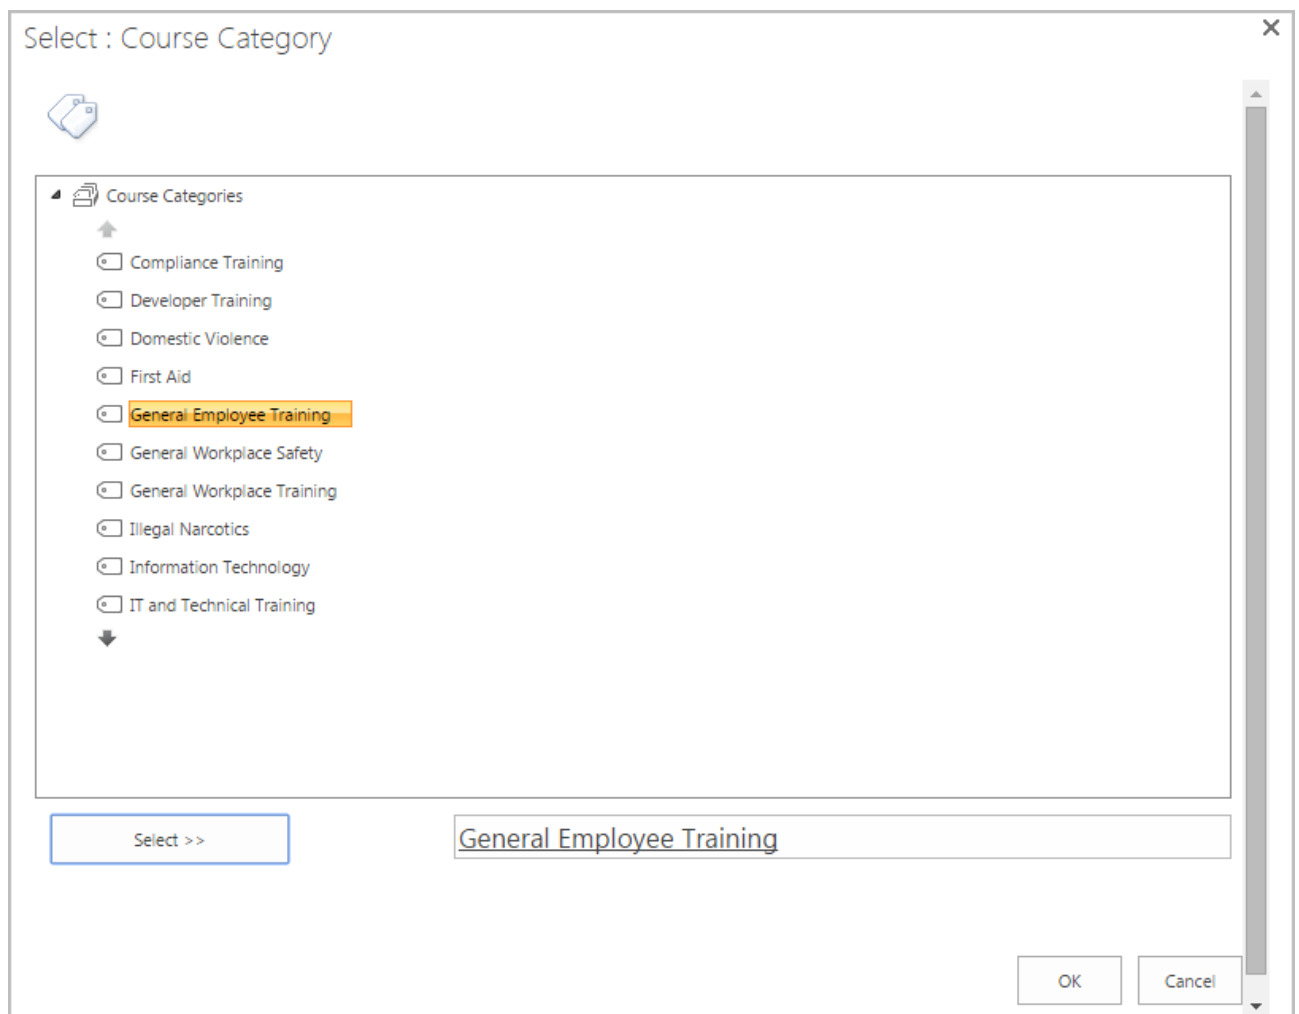 Select : Course Category
Course Categories
Compliance Training
Developer Training
Domestic Violence
First Aid
General Employee Training
General Workplace Safety
General Workplace Training
Illegal Narcotics
Information Technology
IT and Technical Training
Select >>
General Employee Training
OK
Cancel